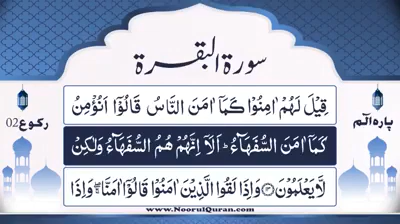 سورة البقرة
قِيْلَ لَهُمْ اٰمِنُوْا كَمَاۤ اٰمَنَ النَّاسُ قَالُوْۤا اَنُؤْمِنُ
پارہ الٓمٓ
رکوع 02
كَمَاۤ اٰمَنَ السُّفَهَآءُ ؕ اَلَاۤ اِنَّهُمْ هُمُ السُّفَهَآءُ وَلٰكِنْ
لَّا يَعْلَمُوْنَ ۝۱۳ وَاِذَا لَقُوا الَّذِيْنَ اٰمَنُوْا قَالُوْۤا اٰمَنَّا ۖۚ وَاِذَا
www.NoorulQuran.com